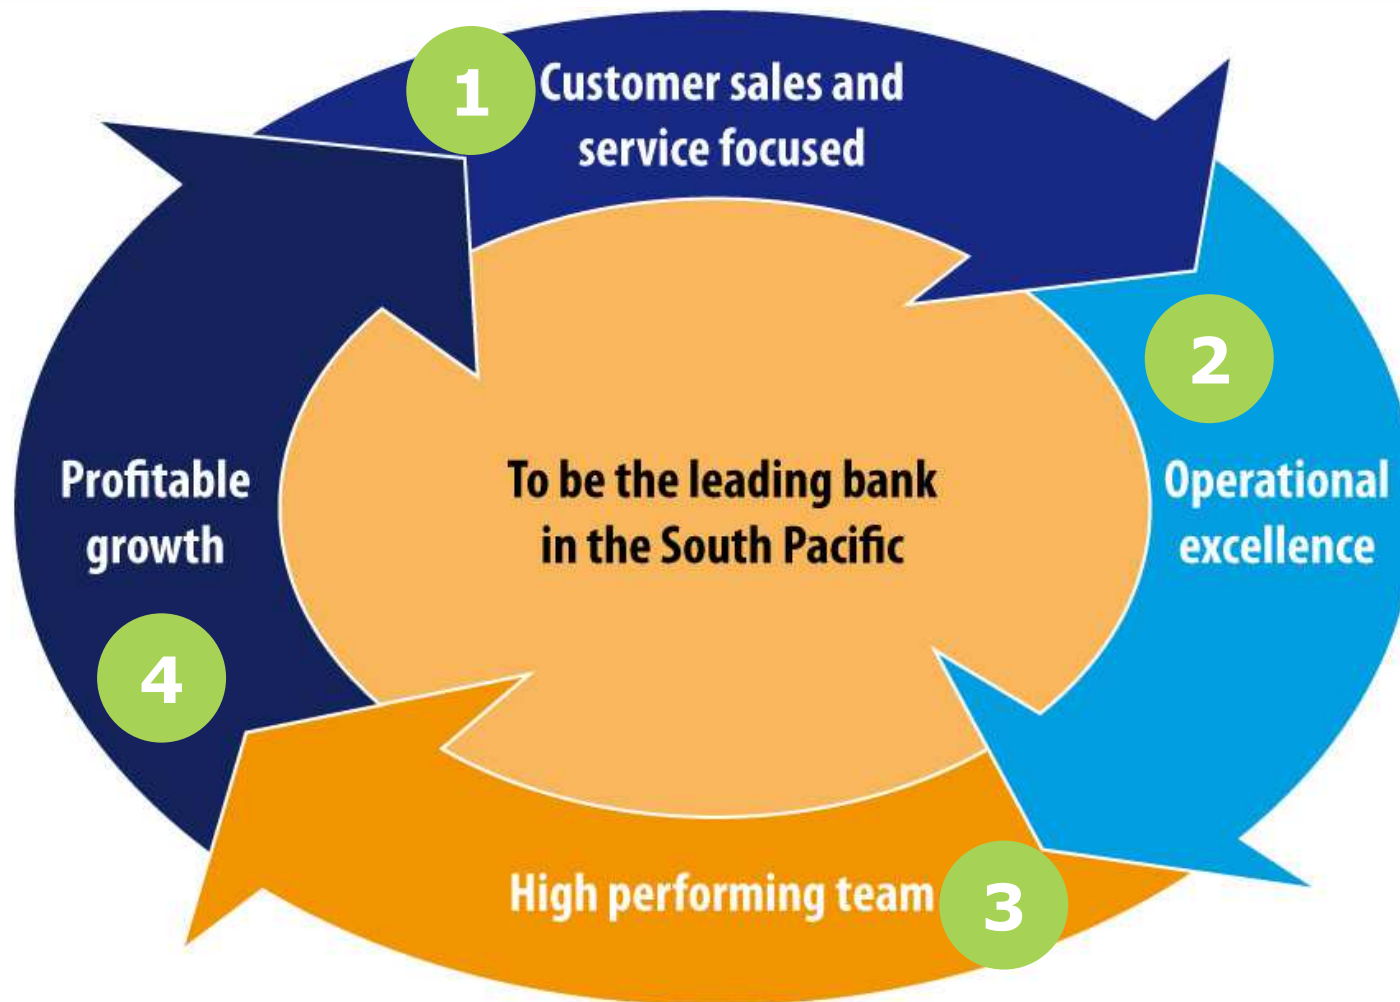 1
Customer sales and
service focused
2
Operational
excellence
To be the leading bank
in the South Pacific
High performing team
3
Profitable
growth
4